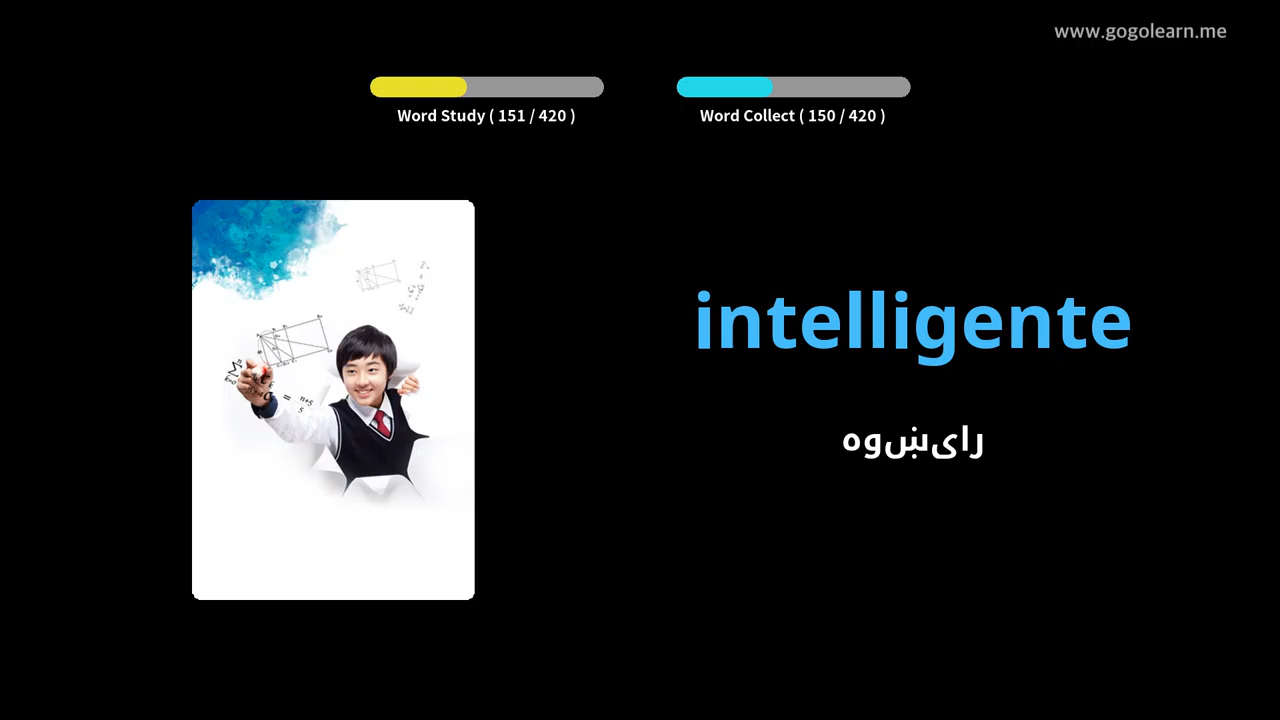 www.gogolearn.me
Word Study ( 151 / 420 )
Word Collect ( 150 / 420 )
intelligente
رایښوه